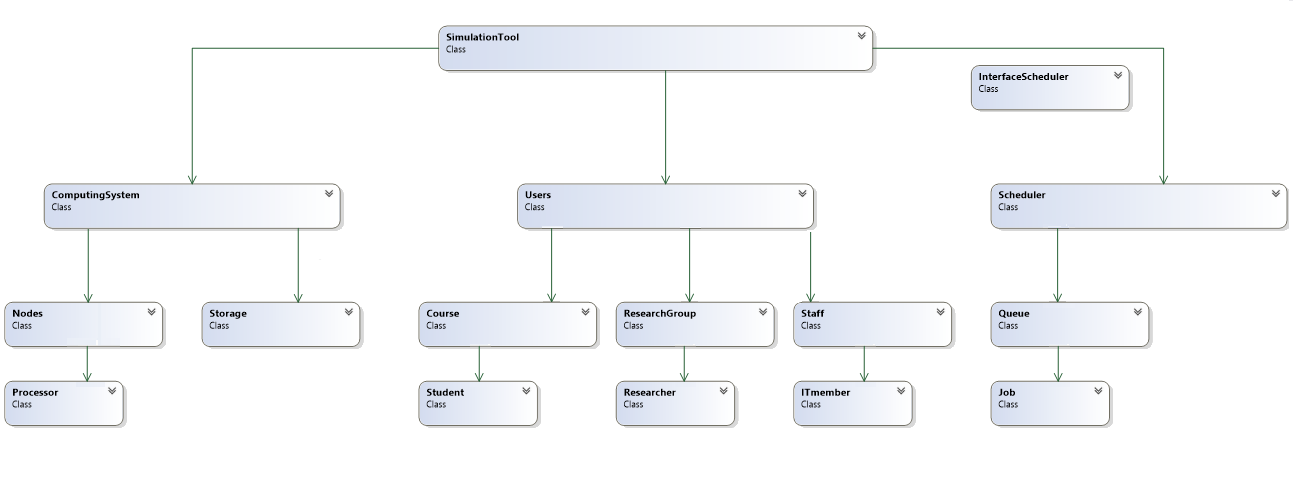 SimulationTool
Class
InterfaceScheduler
Class
ComputingSystem
Class
Users
Class
Scheduler
Class
Nodes
Class
Storage
Class
Course
Class
ResearchGroup
Class
Staff
Class
Queue
Class
Processor
Class
Student
Class
Researcher
Class
ITmember
Class
Job
Class